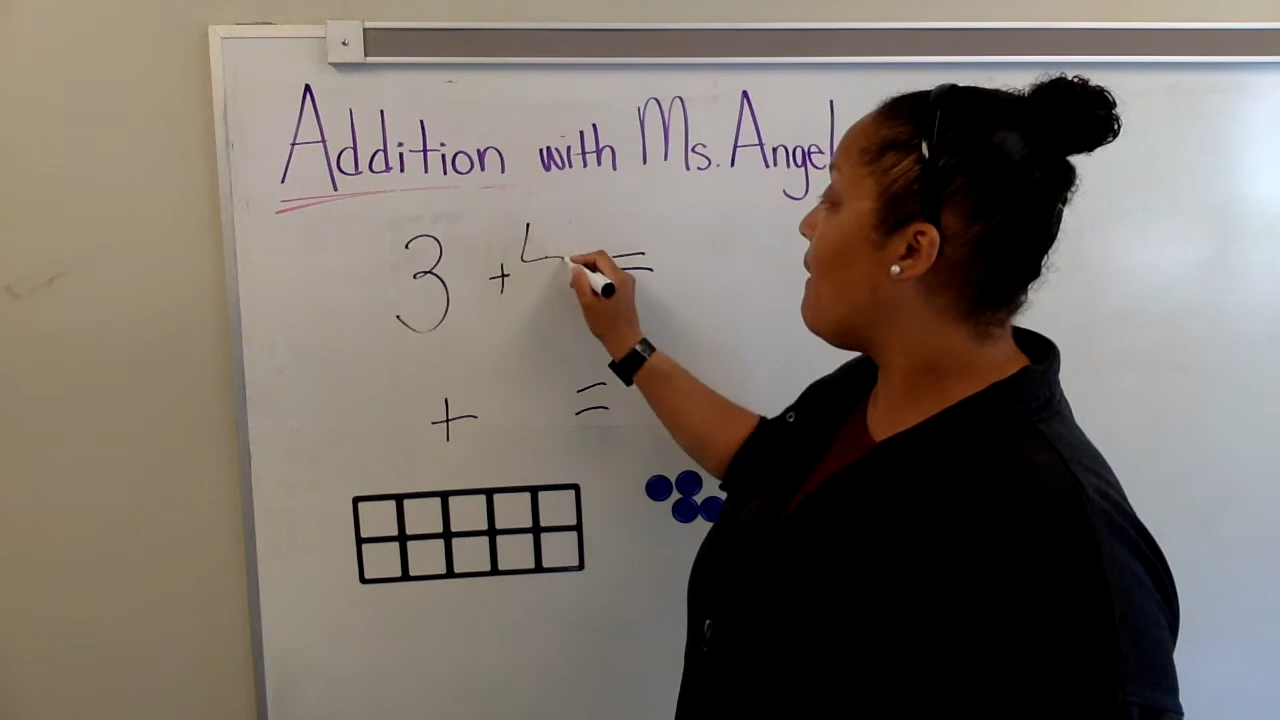 Addition with Ms. Angel
3 + 4 =
+ =